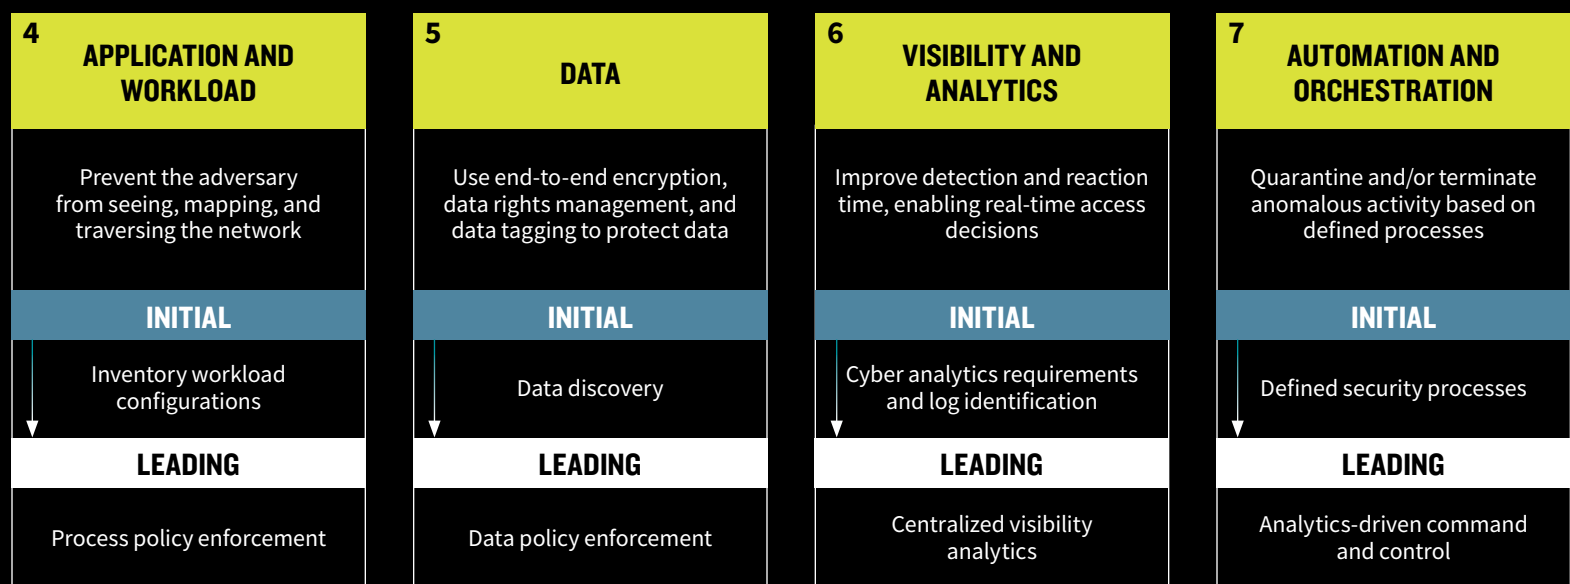 4
APPLICATION AND
WORKLOAD
Prevent the adversary
from seeing, mapping, and
traversing the network
INITIAL
Inventory workload
configurations
LEADING
Process policy enforcement
5
DATA
Use end-to-end encryption,
data rights management, and
data tagging to protect data
INITIAL
Data discovery
LEADING
Data policy enforcement
6
VISIBILITY AND
ANALYTICS
Improve detection and reaction
time, enabling real-time access
decisions
INITIAL
Cyber analytics requirements
and log identification
LEADING
Centralized visibility
analytics
7
AUTOMATION AND
ORCHESTRATION
Quarantine and/or terminate
anomalous activity based on
defined processes
INITIAL
Defined security processes
LEADING
Analytics-driven command
and control